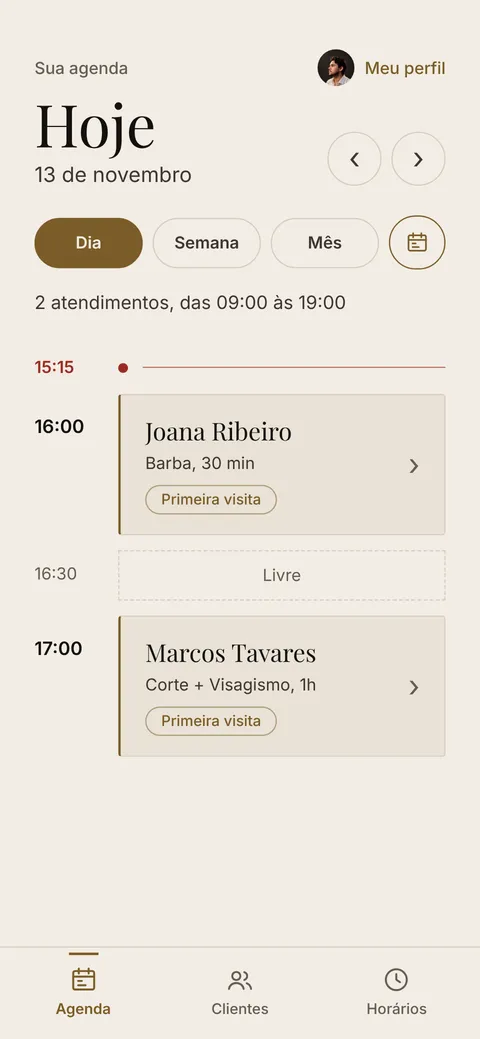 Sua agenda
Meu perfil
Hoje
13 de novembro
Dia
Semana
Mês
2 atendimentos, das 09:00 às 19:00
15:15
16:00
Joana Ribeiro
Barba, 30 min
Primeira visita
16:30
Livre
17:00
Marcos Tavares
Corte + Visagismo, 1h
Primeira visita
Agenda
Clientes
Horários